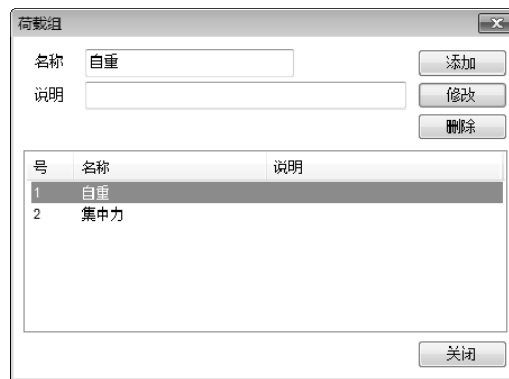 荷载组
名称 自重 添加
说明 修改
删除
号 名称 说明
1 自重
2 集中力
关闭